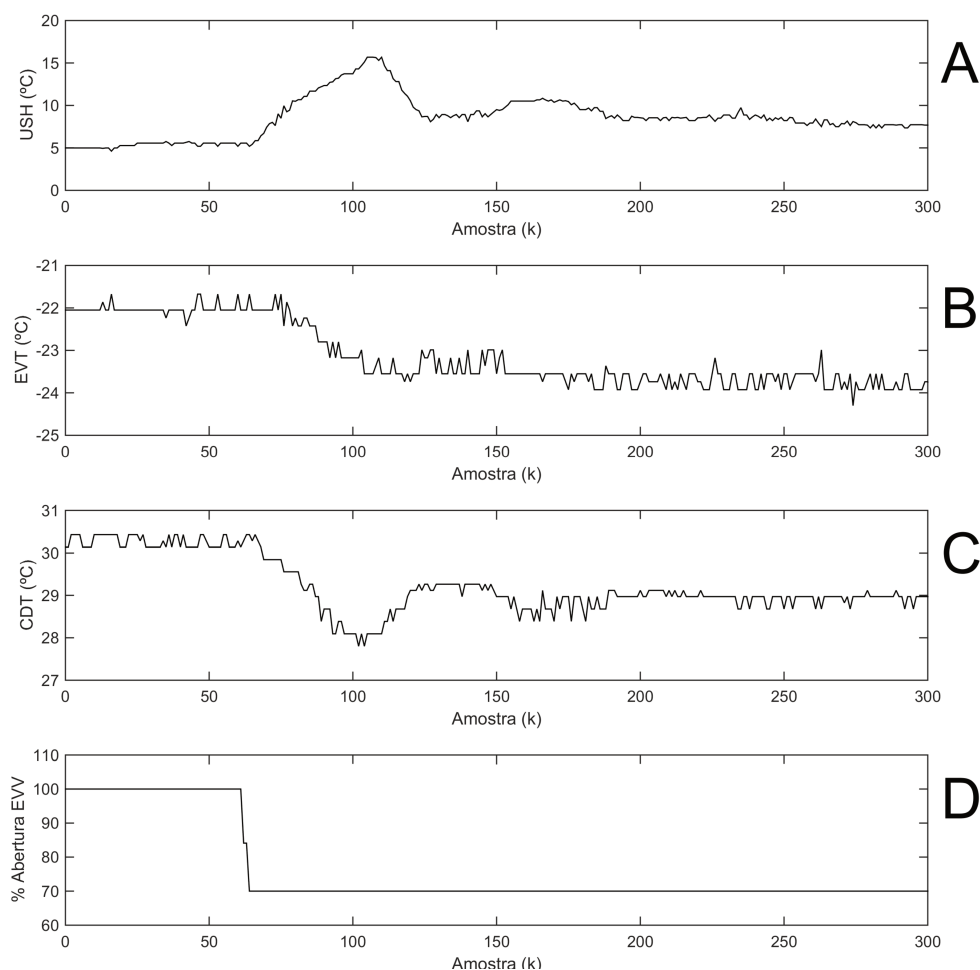 20
15
10
5
0
USH (ºC)
0 50 100 150 200 250 300
Amostra (k)
A
-21
-22
-23
-24
-25
EVT (ºC)
0 50 100 150 200 250 300
Amostra (k)
B
31
30
29
28
27
CDT (ºC)
0 50 100 150 200 250 300
Amostra (k)
C
110
100
90
80
70
60
% Abertura EVV
0 50 100 150 200 250 300
Amostra (k)
D